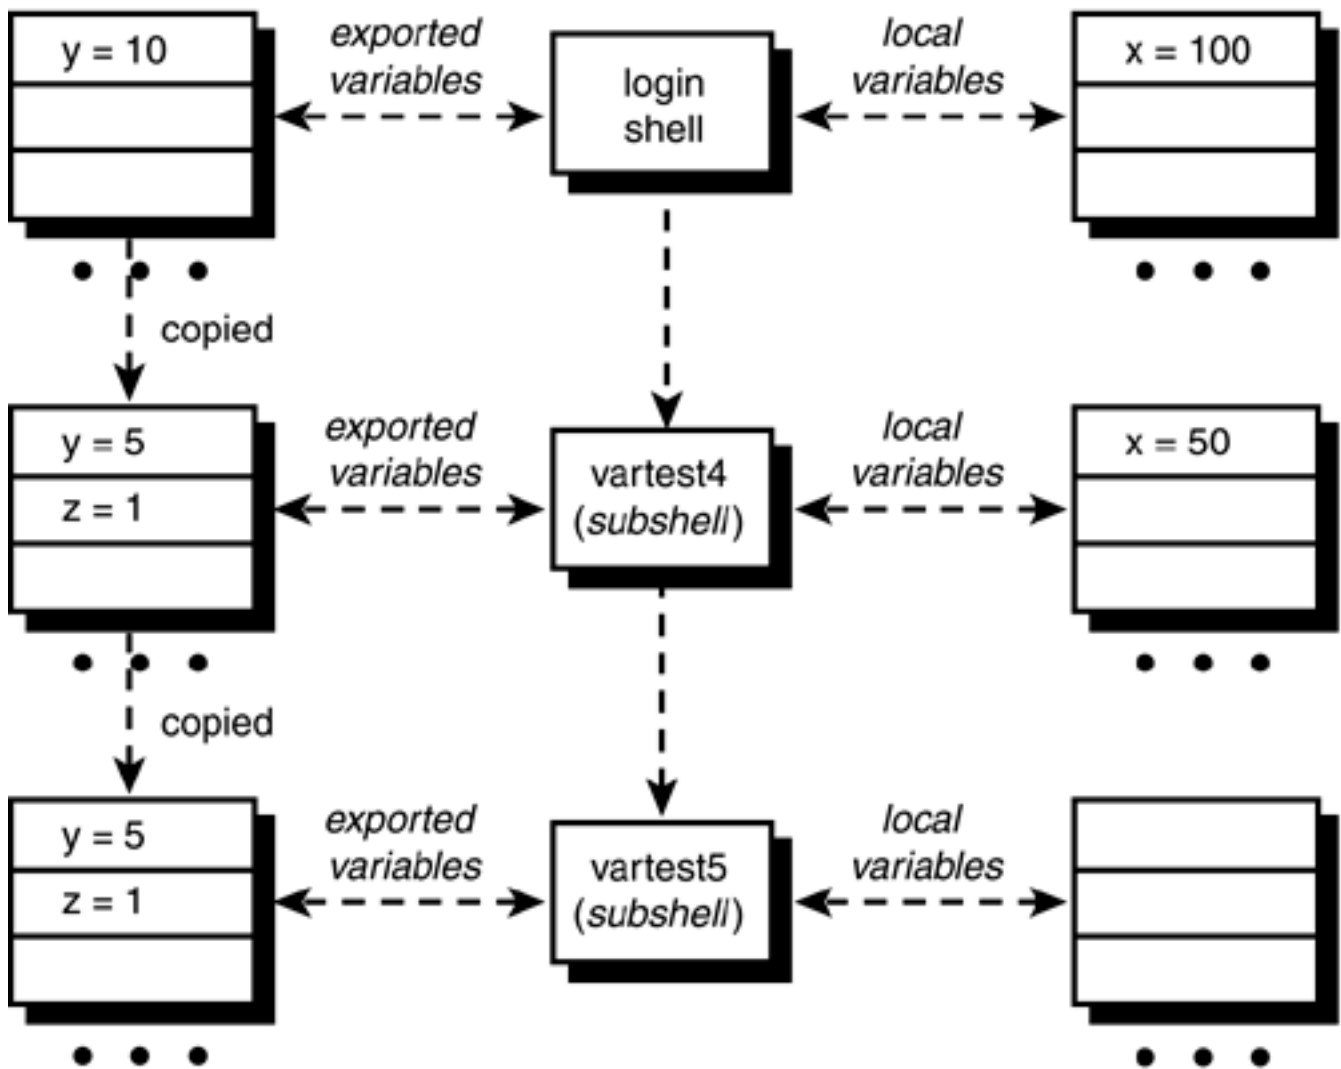 y = 10
exported
variables
login
shell
local
variables
x = 100
copied
y = 5
z = 1
exported
variables
vartest4
(subshell)
local
variables
x = 50
copied
y = 5
z = 1
exported
variables
vartest5
(subshell)
local
variables